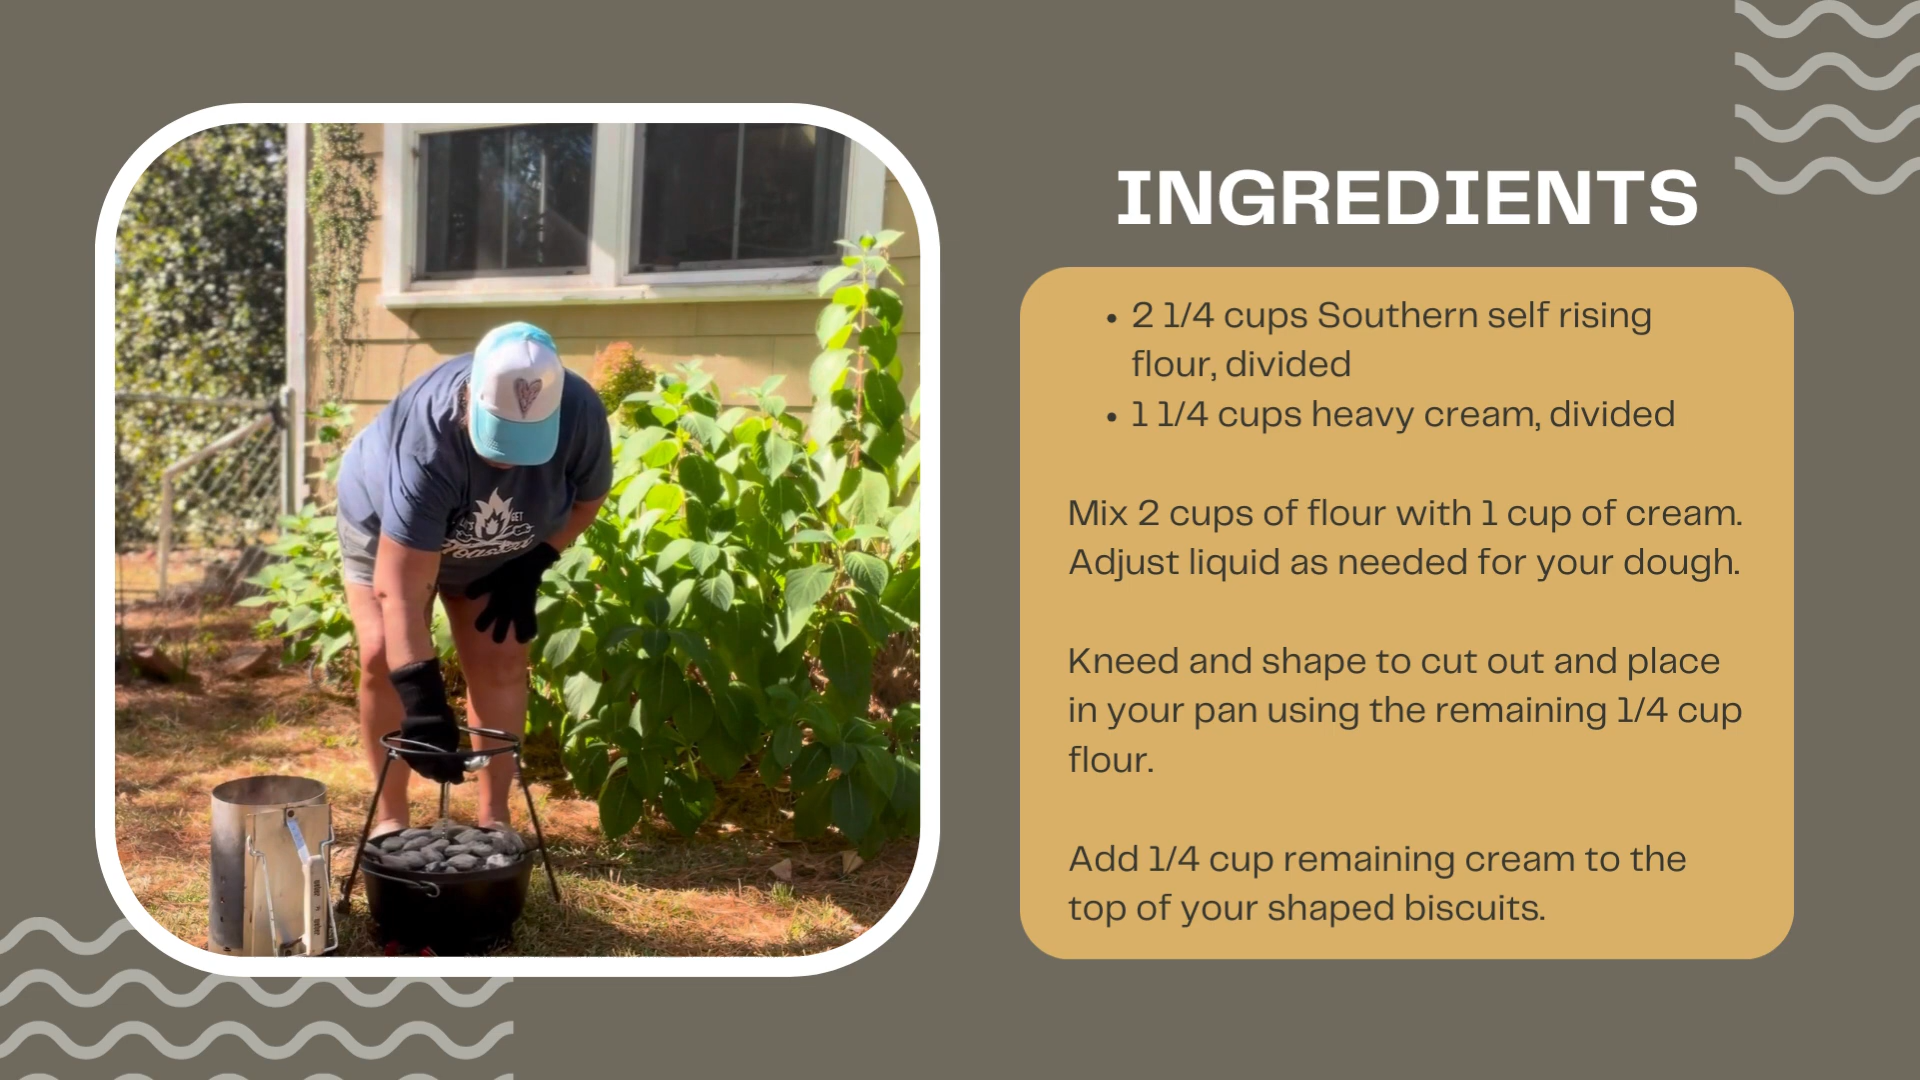 INGREDIENTS
• 2 1/4 cups Southern self rising
flour, divided
• 1 1/4 cups heavy cream, divided
Mix 2 cups of flour with 1 cup of cream.
Adjust liquid as needed for your dough.
Kneed and shape to cut out and place
in your pan using the remaining 1/4 cup
flour.
Add 1/4 cup remaining cream to the
top of your shaped biscuits.
GET